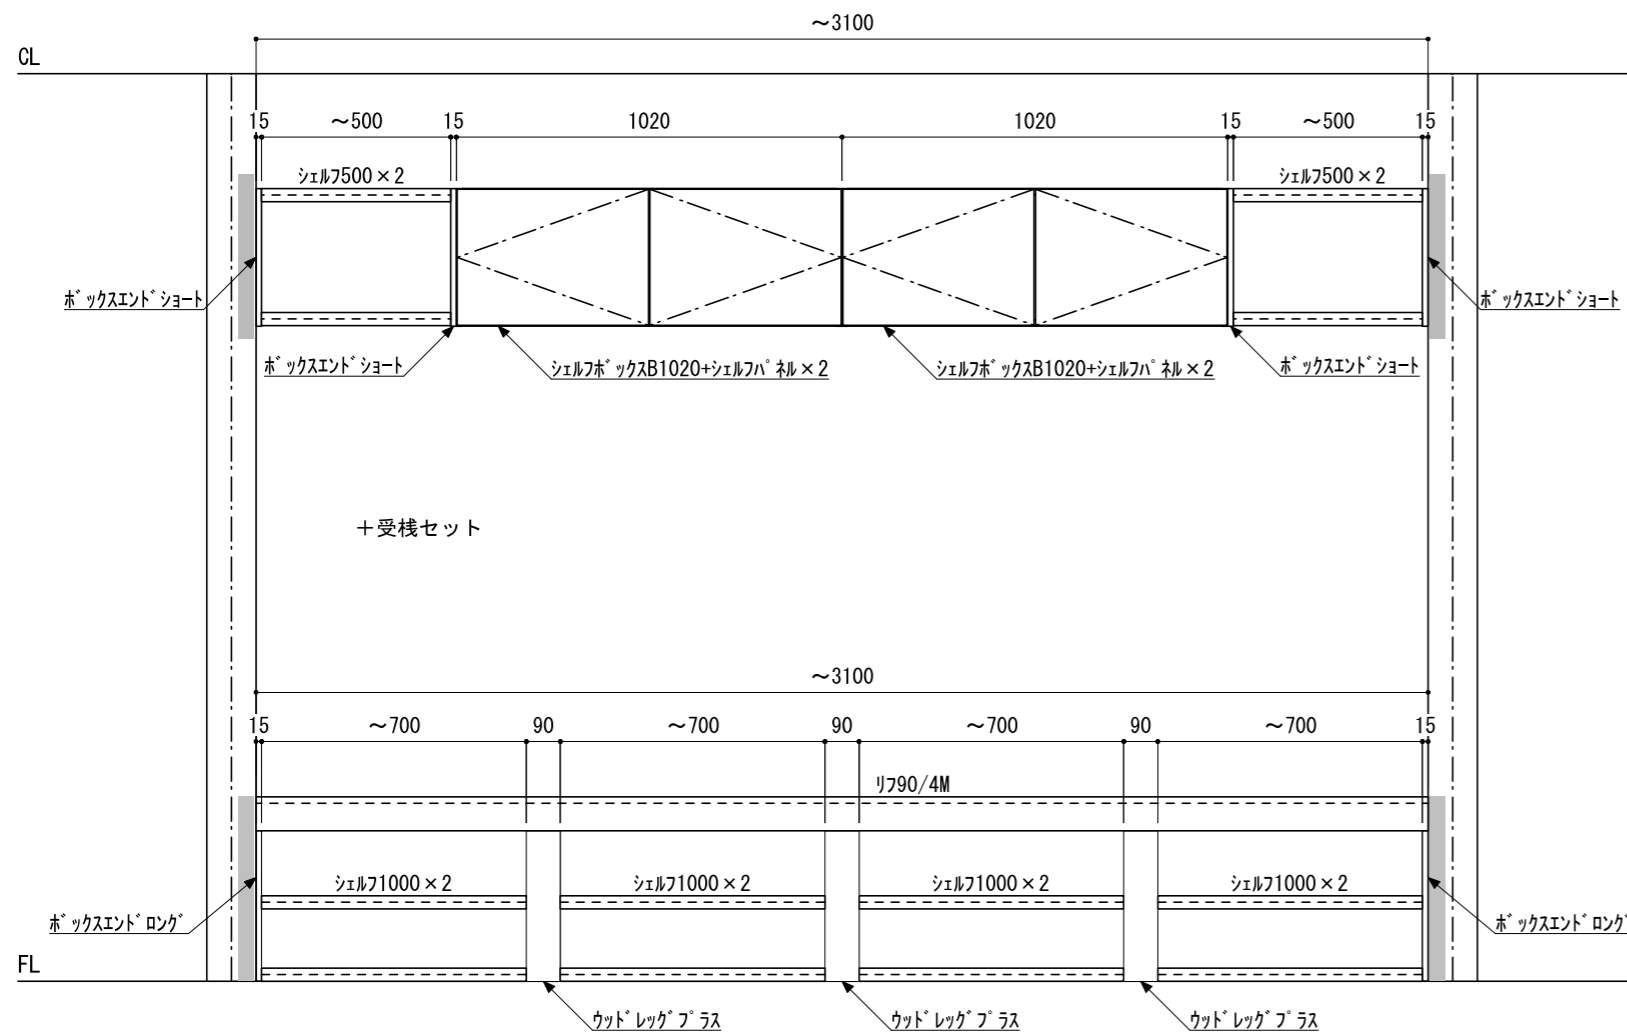 ～3100
CL
15 ～500 15 1020 1020 15 ～500 15
ｼｪﾙﾌ500×2 ｼｪﾙﾌ500×2
ﾎﾞｯｸｽｴﾝﾄﾞｼｮｰﾄ ﾎﾞｯｸｽｴﾝﾄﾞｼｮｰﾄ
ﾎﾞｯｸｽｴﾝﾄﾞｼｮｰﾄ ｼｪﾙﾌﾎﾞｯｸｽB1020+ｼｪﾙﾌﾊﾟﾈﾙ×2 ｼｪﾙﾌﾎﾞｯｸｽB1020+ｼｪﾙﾌﾊﾟﾈﾙ×2 ﾎﾞｯｸｽｴﾝﾄﾞｼｮｰﾄ
＋受桟セット
～3100
15 ～700 90 ～700 90 ～700 90 ～700 15
ﾘﾌ90/4M
ｼｪﾙﾌ1000×2 ｼｪﾙﾌ1000×2 ｼｪﾙﾌ1000×2 ｼｪﾙﾌ1000×2
ﾎﾞｯｸｽｴﾝﾄﾞﾛﾝｸﾞ ﾎﾞｯｸｽｴﾝﾄﾞﾛﾝｸﾞ
FL
ｳｯﾄﾞﾚｯｸﾞﾌﾟﾗｽ ｳｯﾄﾞﾚｯｸﾞﾌﾟﾗｽ ｳｯﾄﾞﾚｯｸﾞﾌﾟﾗｽ